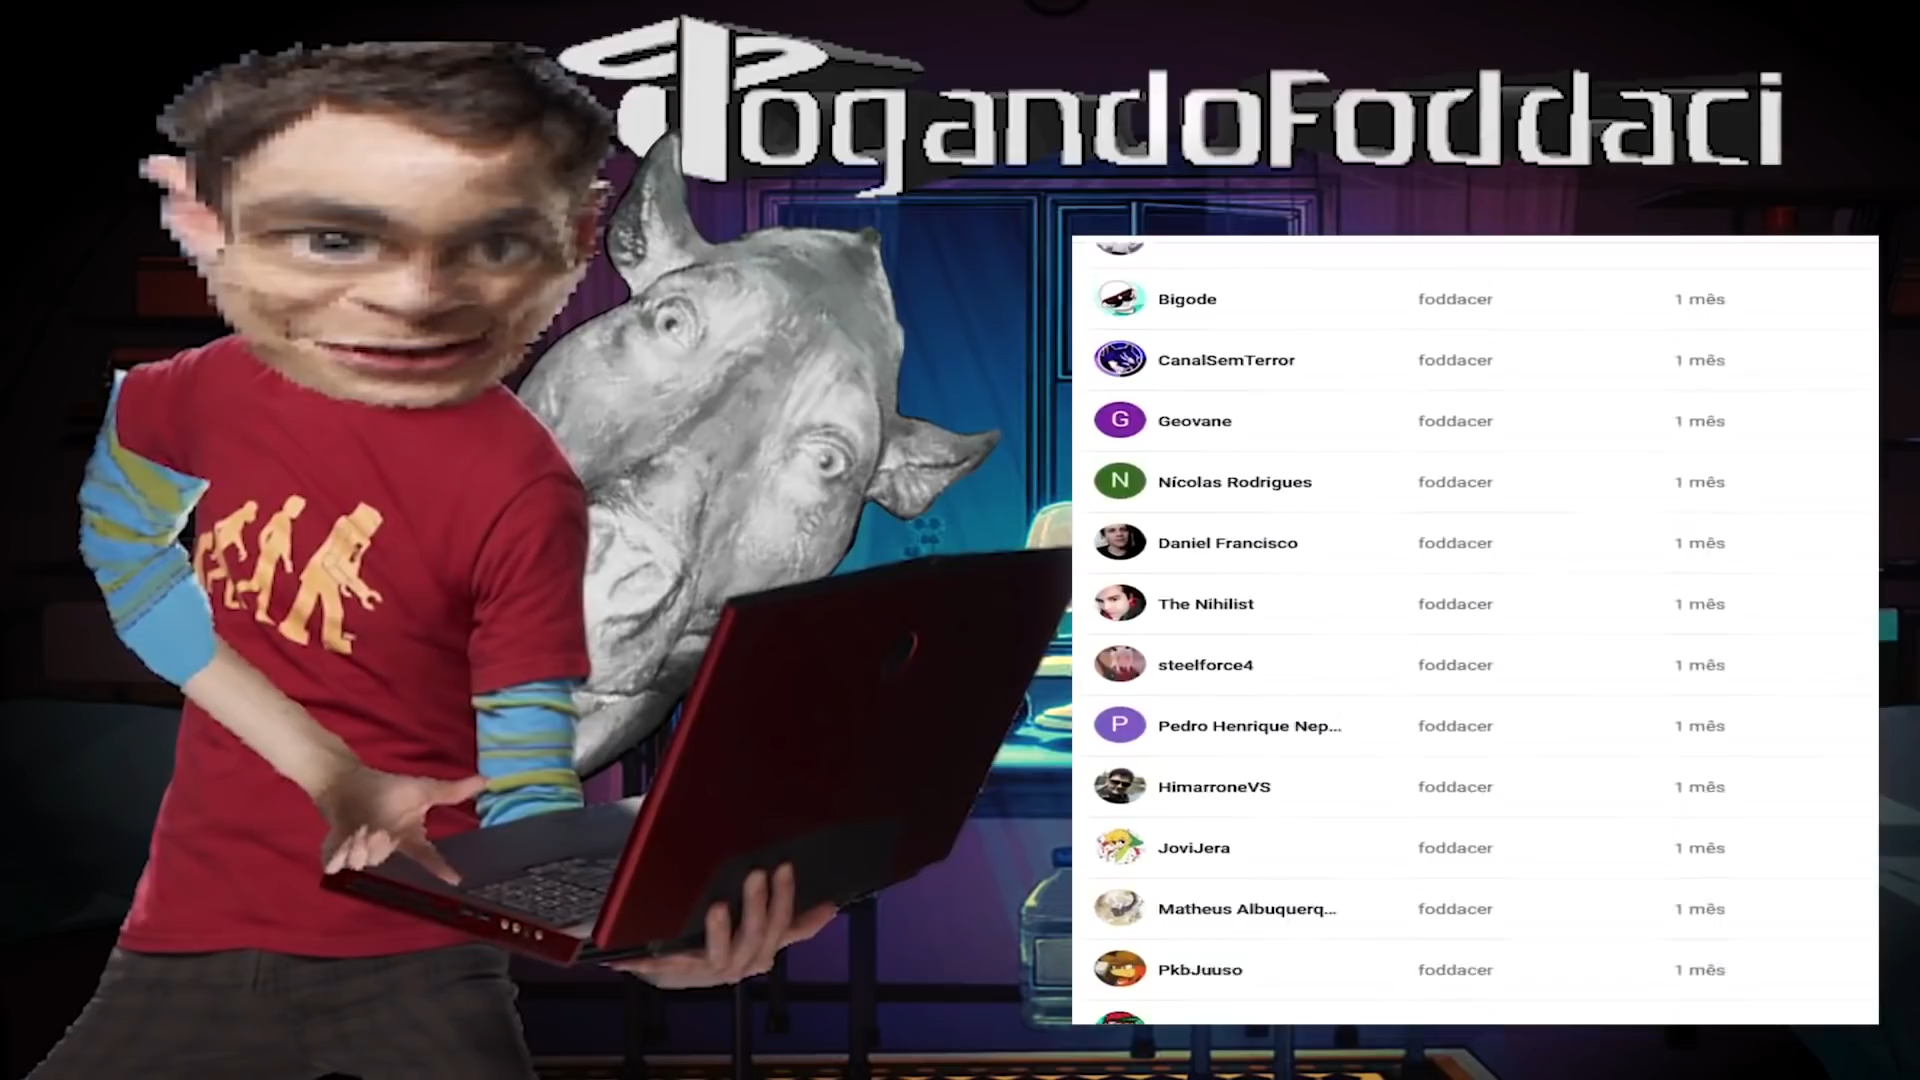 JogandoFoddaci
Bigode foddacer 1 mês
CanalSemTerror foddacer 1 mês
G Geovane foddacer 1 mês
N Nícolas Rodrigues foddacer 1 mês
Daniel Francisco foddacer 1 mês
The Nihilist foddacer 1 mês
steelforce4 foddacer 1 mês
P Pedro Henrique Nep... foddacer 1 mês
HimarroneVS foddacer 1 mês
JoviJera foddacer 1 mês
Matheus Albuquerq... foddacer 1 mês
PkbJuuso foddacer 1 mês